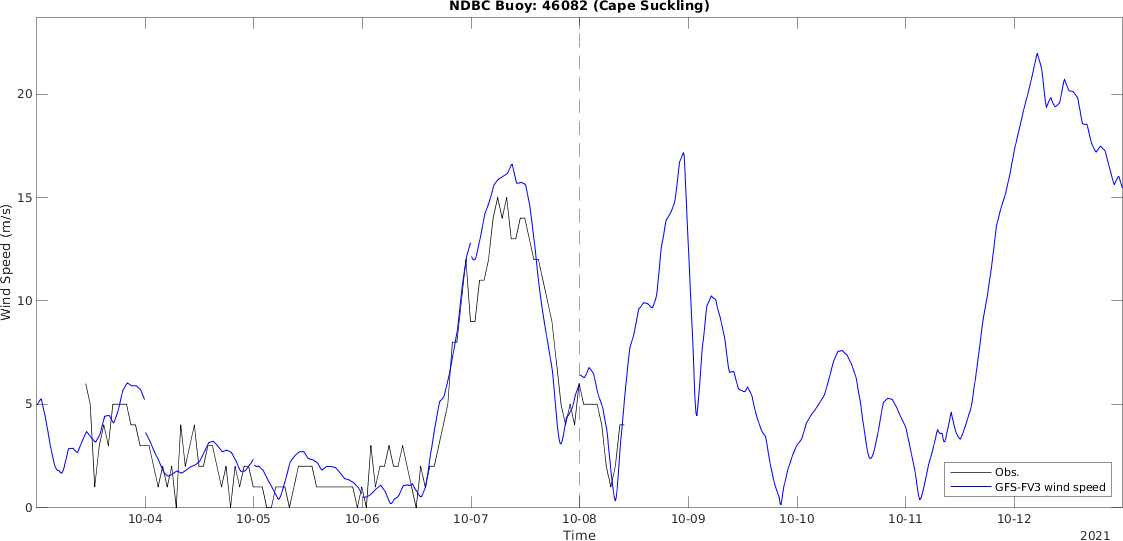 NDBC Buoy: 46082 (Cape Suckling)
Wind Speed (m/s)
20
15
10
5
0
10-04 10-05 10-06 10-07 10-08 10-09 10-10 10-11 10-12
Time
2021
Obs.
GFS-FV3 wind speed